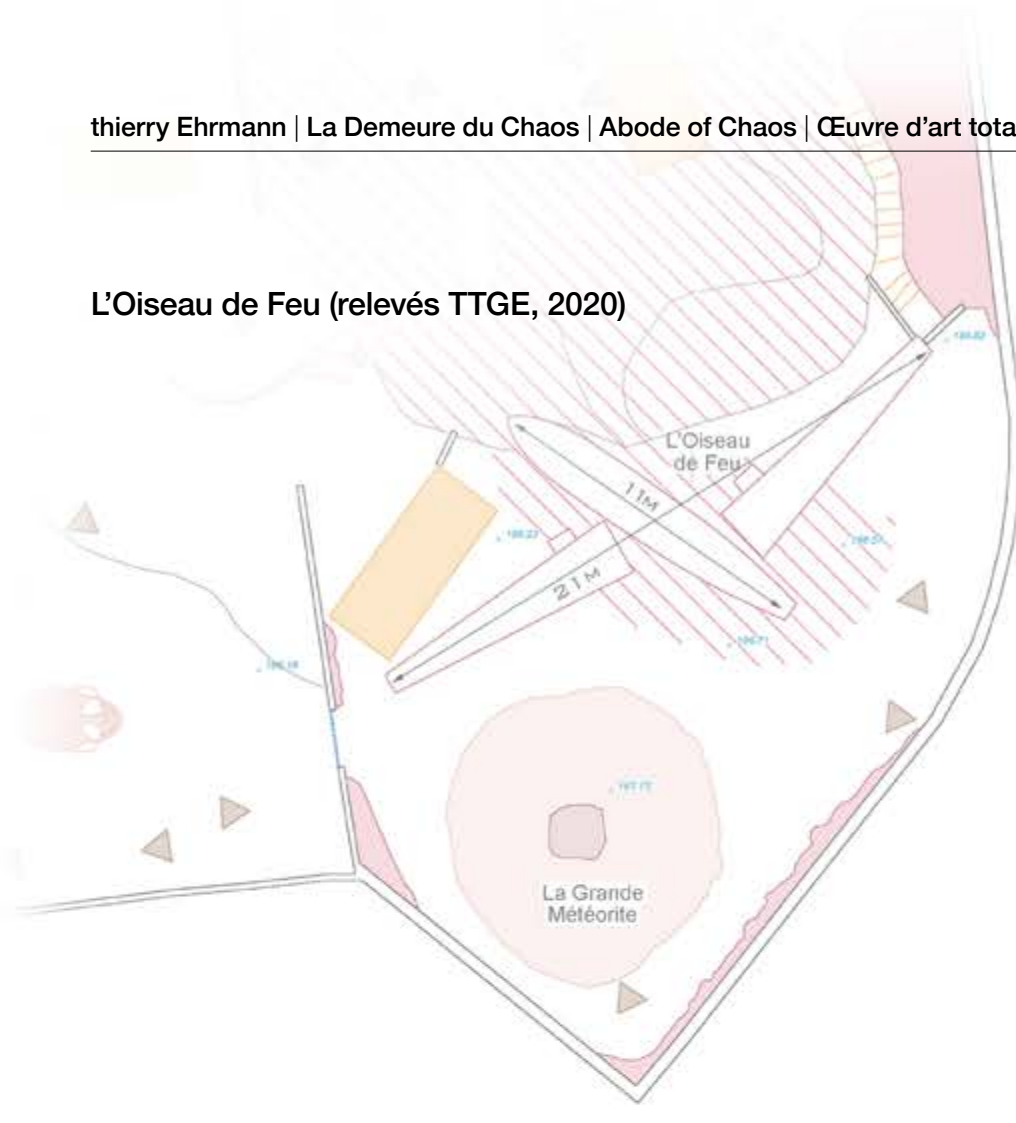 thierry Ehrmann | La Demeure du Chaos | Abode of Chaos | Œuvre d'art tota
L'Oiseau de Feu (relevés TTGE, 2020)
L'Oiseau
de Feu
11M
21M
La Grande
Météorite